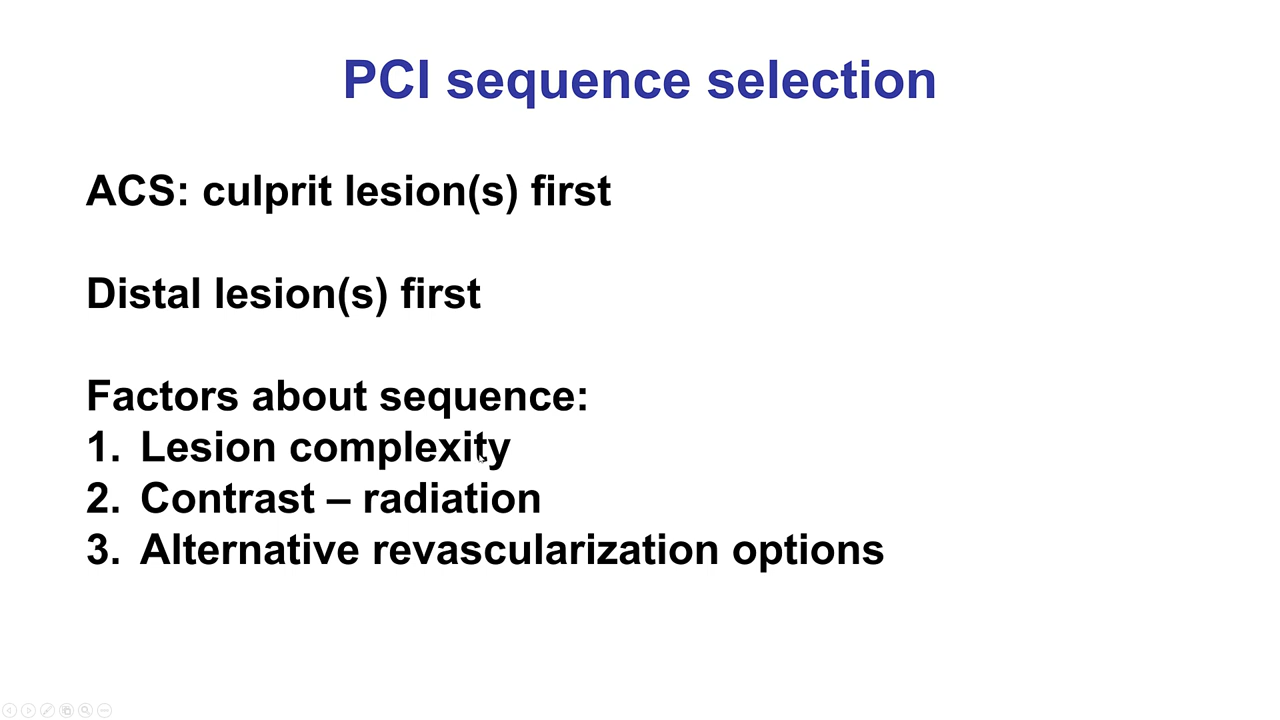 PCI sequence selection
ACS: culprit lesion(s) first
Distal lesion(s) first
Factors about sequence:
1. Lesion complexity
2. Contrast – radiation
3. Alternative revascularization options